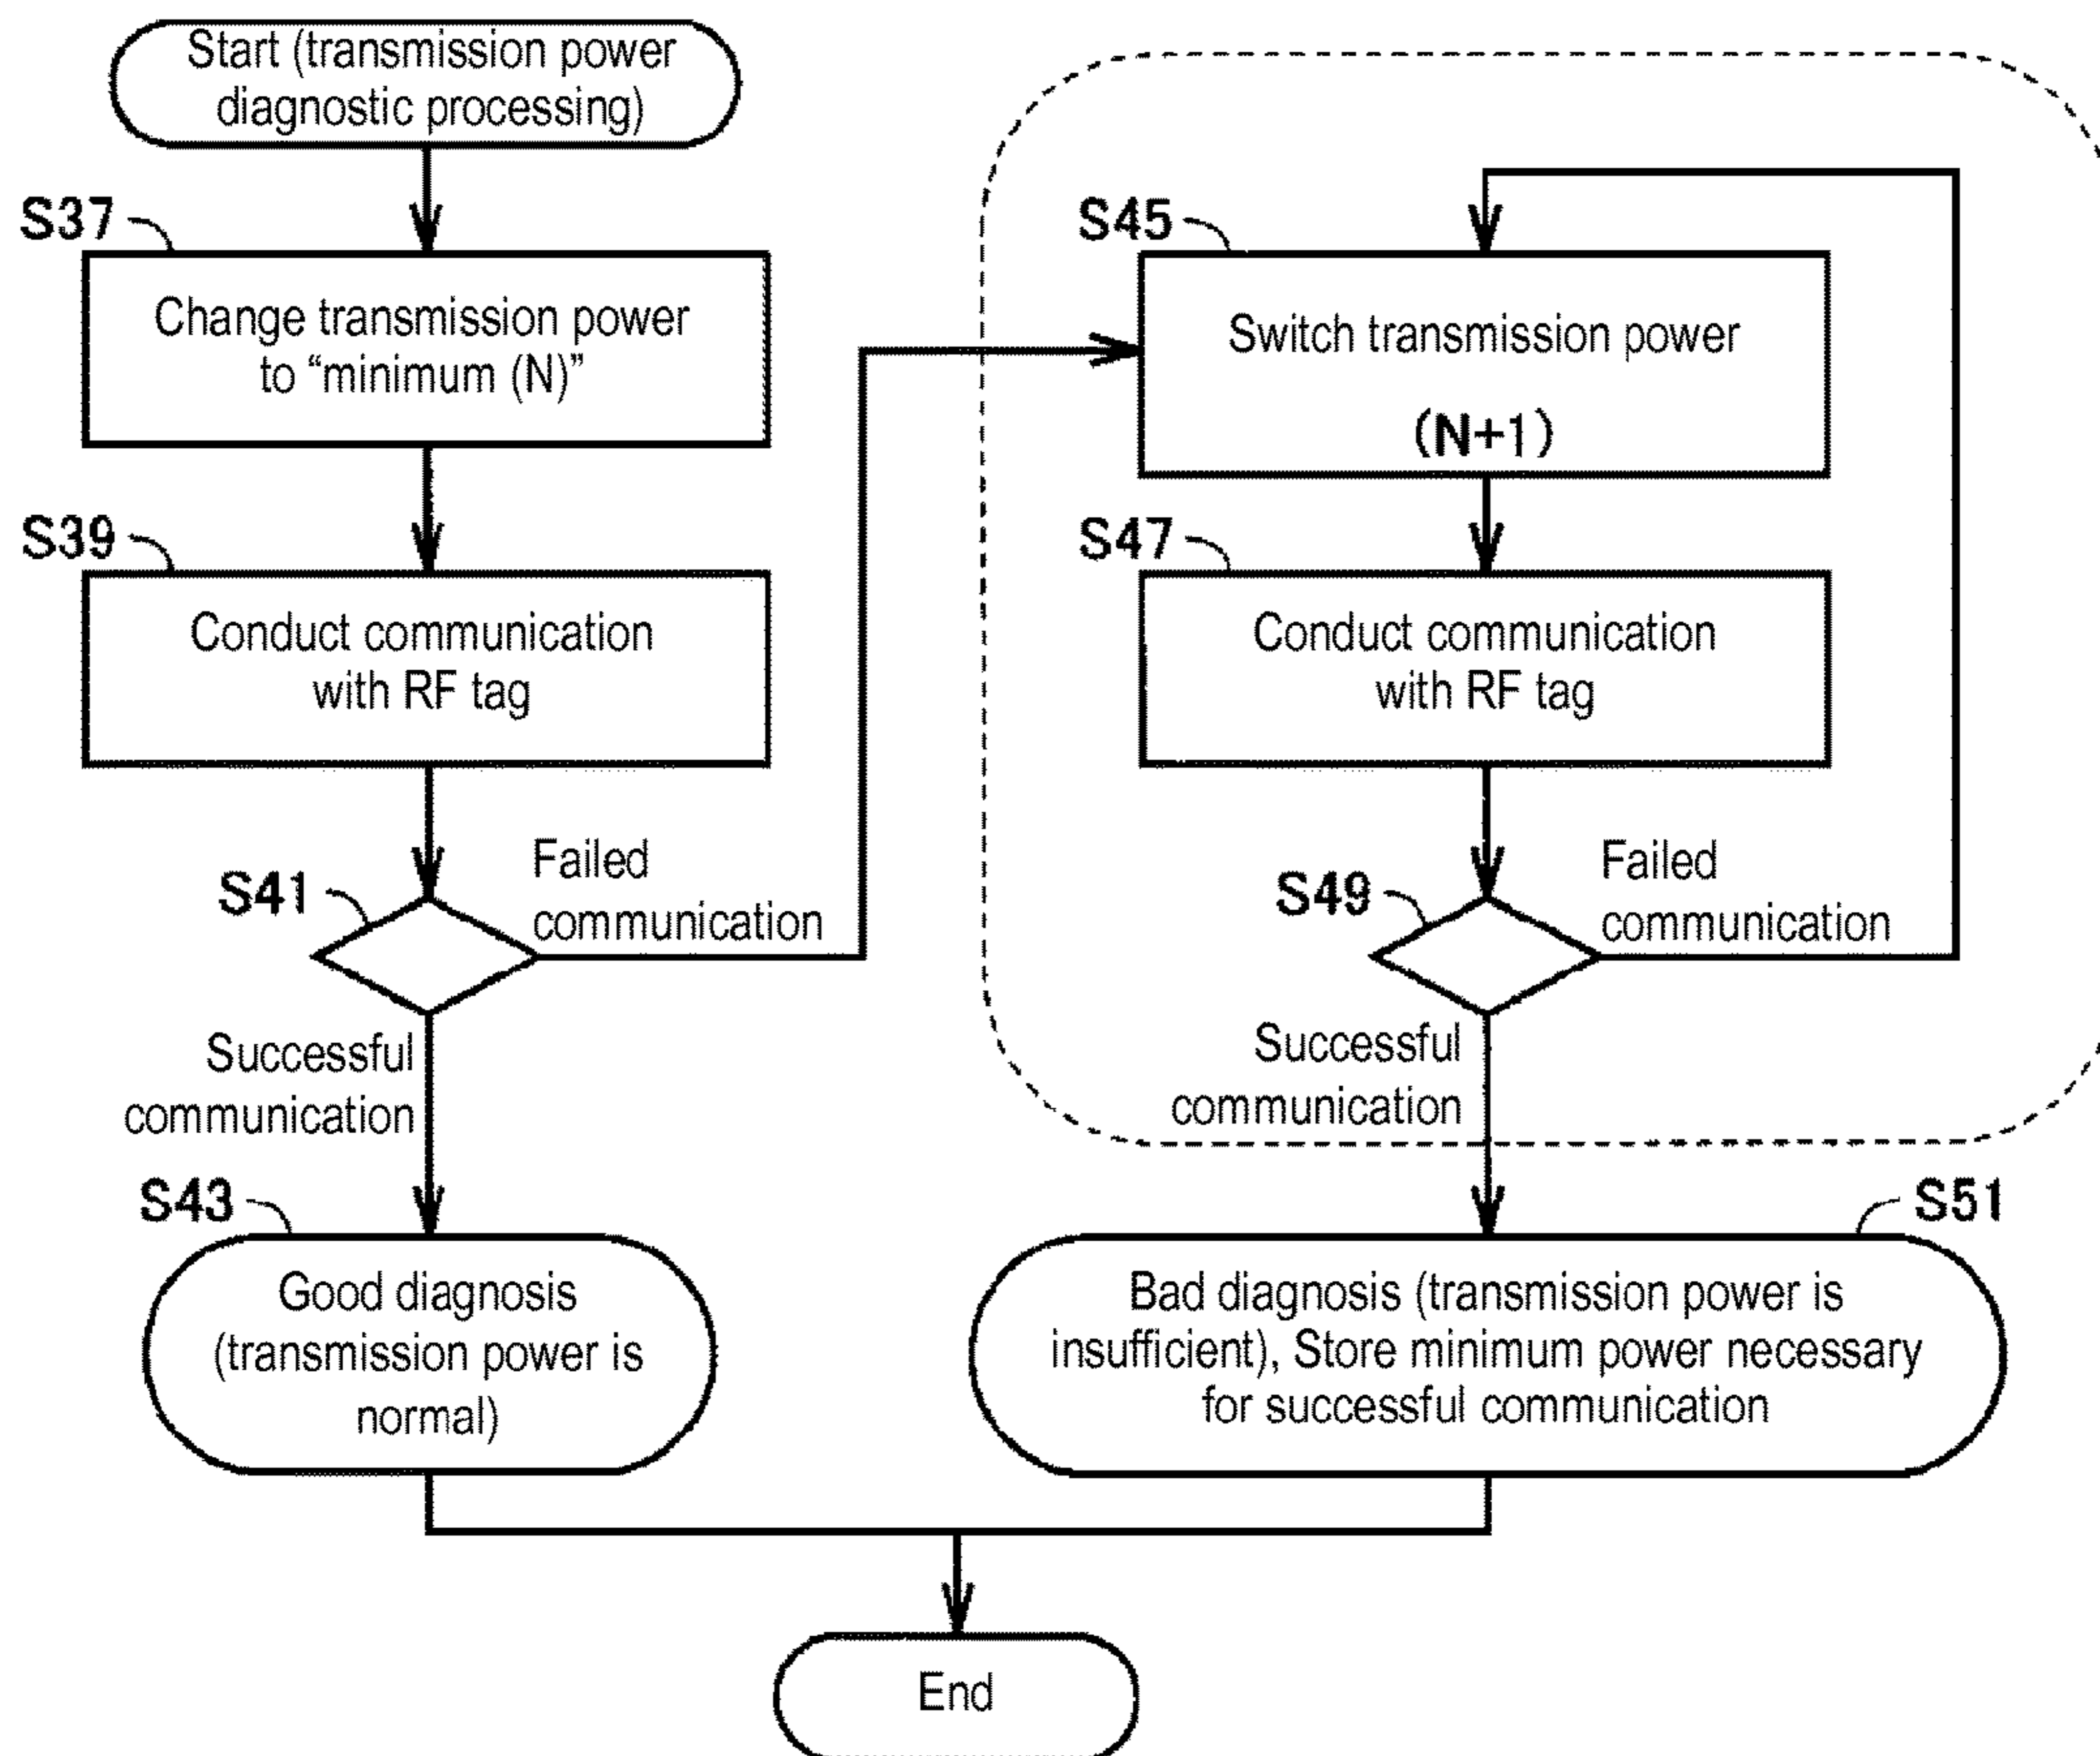 Start (transmission power
diagnostic processing)
S37
Change transmission power
to “minimum (N)”
S39
Conduct communication
with RF tag
S41
Failed
communication
Successful
communication
S43
Good diagnosis
(transmission power is
normal)
S45
Switch transmission power
(N+1)
S47
Conduct communication
with RF tag
S49
Failed
communication
Successful
communication
S51
Bad diagnosis (transmission power is
insufficient), Store minimum power necessary
for successful communication
End